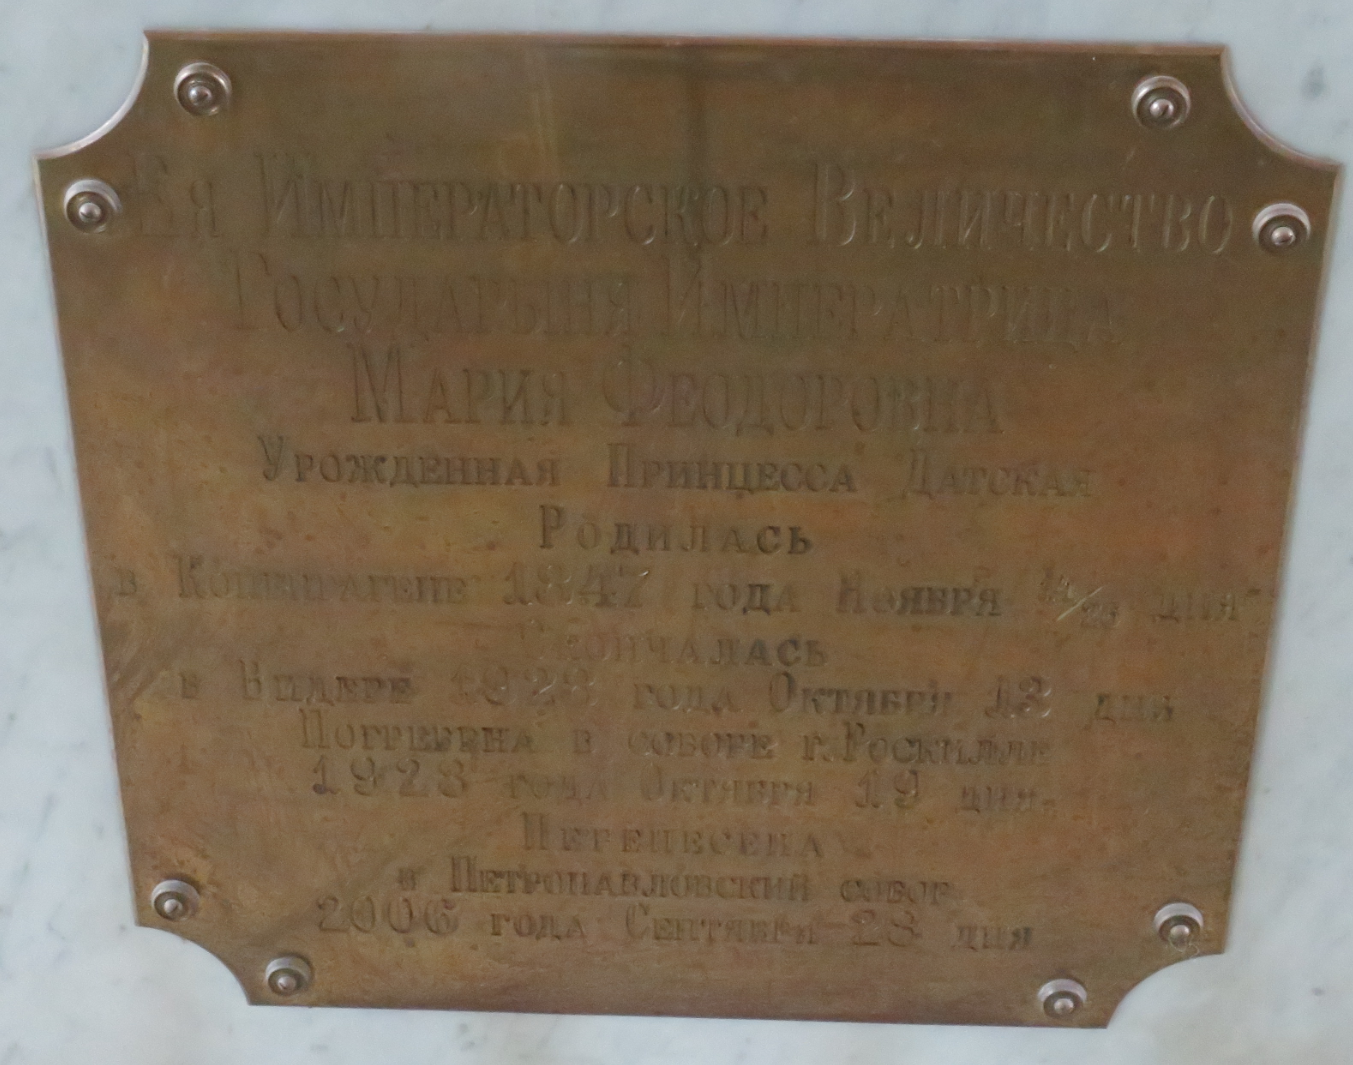 Ея Императорское Величество
Государыня Императрица
Мария Феодоровна
Урожденная Принцесса Датская
Родилась
в Копенгагене 1847 года Ноября 14/26 дня
Скончалась
в Видере 1928 года Октября 13 дня
Погребена в соборе г. Роскилле
1928 года Октября 19 дня
Перенесена
в Петропавловский собор
2006 года Сентября 28 дня